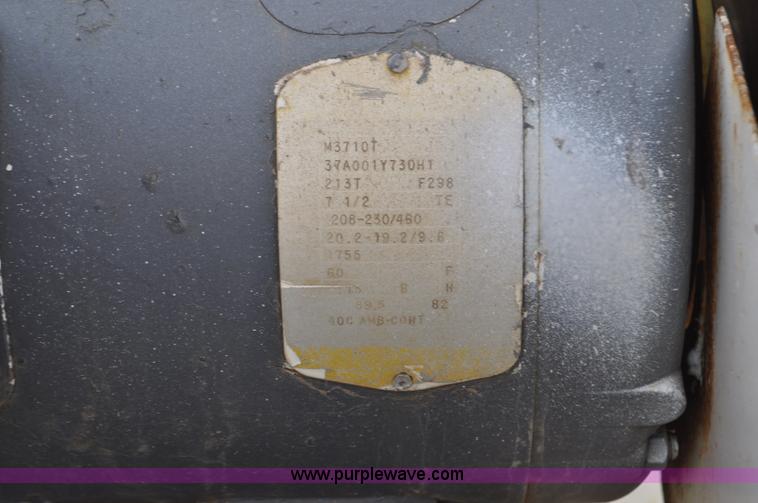 M3710T
37A001Y730H1
213T F298
7 1/2 TE
208-230/460
20.2-19.2/9.6
1755
60 F
B H
89.5 82
40C AMB-CONT
www.purplewave.com